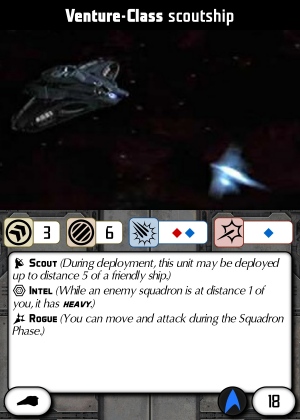 Venture-Class scoutship
3
6
Scout (During deployment, this unit may be deployed
up to distance 5 of a friendly ship.)
Intel (While an enemy squadron is at distance 1 of
you, it has HEAVY.)
Rogue (You can move and attack during the Squadron
Phase.)
18